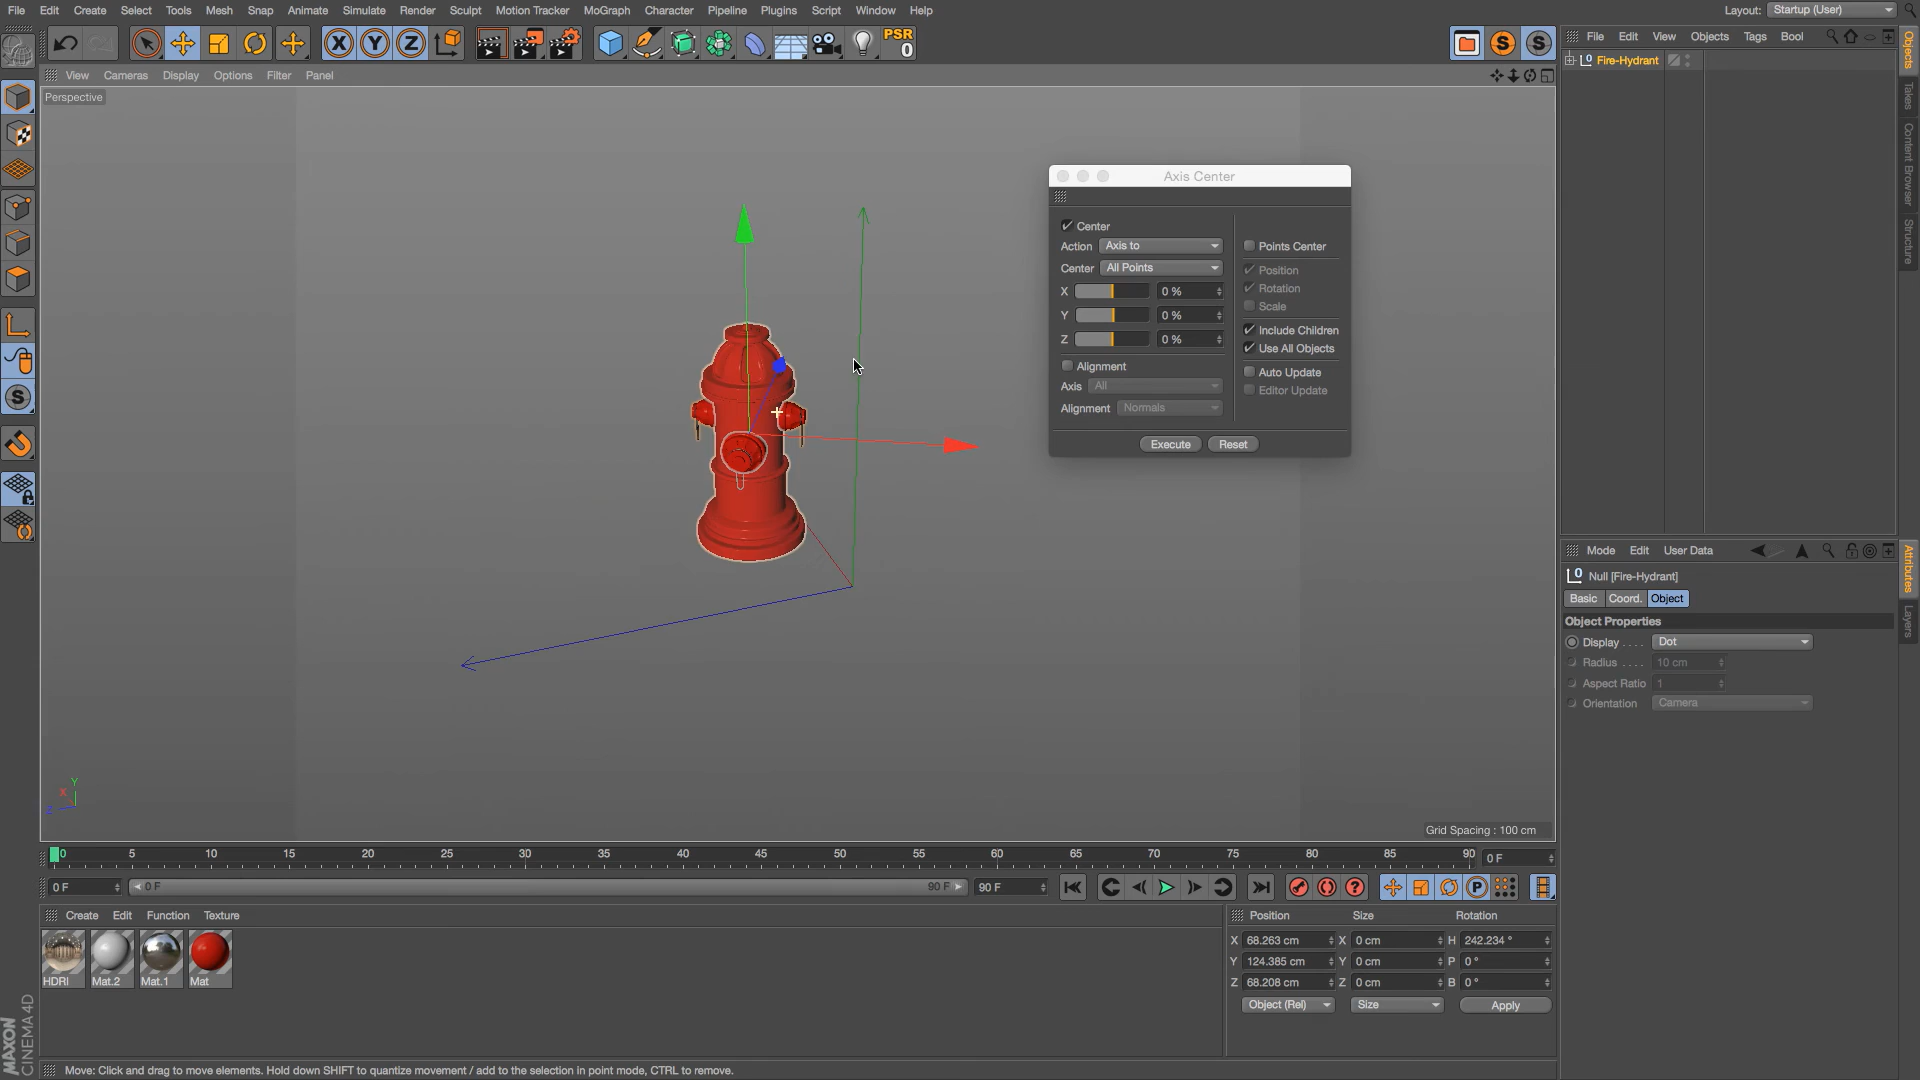 File Edit Create Select Tools Mesh Snap Animate Simulate Render Sculpt Motion Tracker MoGraph Character Pipeline Plugins Script Window Help
Layout: Startup (User)
PSR
0
File Edit View Objects Tags Bool
View Cameras Display Options Filter Panel
Fire-Hydrant
Perspective
Axis Center
Center
Action Axis to
Points Center
Center All Points
Position
X 0 %
Rotation
Scale
Y 0 %
Include Children
Z 0 %
Use All Objects
Alignment
Auto Update
Axis All
Editor Update
Alignment Normals
Execute Reset
Objects
Takes
Content Browser
Structure
Mode Edit User Data
Null [Fire-Hydrant]
Basic Coord. Object
Object Properties
Display . . . . Dot
Radius . . . . 10 cm
Aspect Ratio 1
Orientation Camera
Attributes
Layers
Y
X
Z
Grid Spacing : 100 cm
0 5 10 15 20 25 30 35 40 45 50 55 60 65 70 75 80 85 90 0 F
0 F 0 F 90 F 90 F
Create Edit Function Texture
HDRI Mat.2 Mat.1 Mat
Position Size Rotation
X 68.263 cm X 0 cm H 242.234 °
Y 124.385 cm Y 0 cm P 0 °
Z 68.208 cm Z 0 cm B 0 °
Object (Rel) Size Apply
MAXON
CINEMA 4D
Move: Click and drag to move elements. Hold down SHIFT to quantize movement / add to the selection in point mode, CTRL to remove.